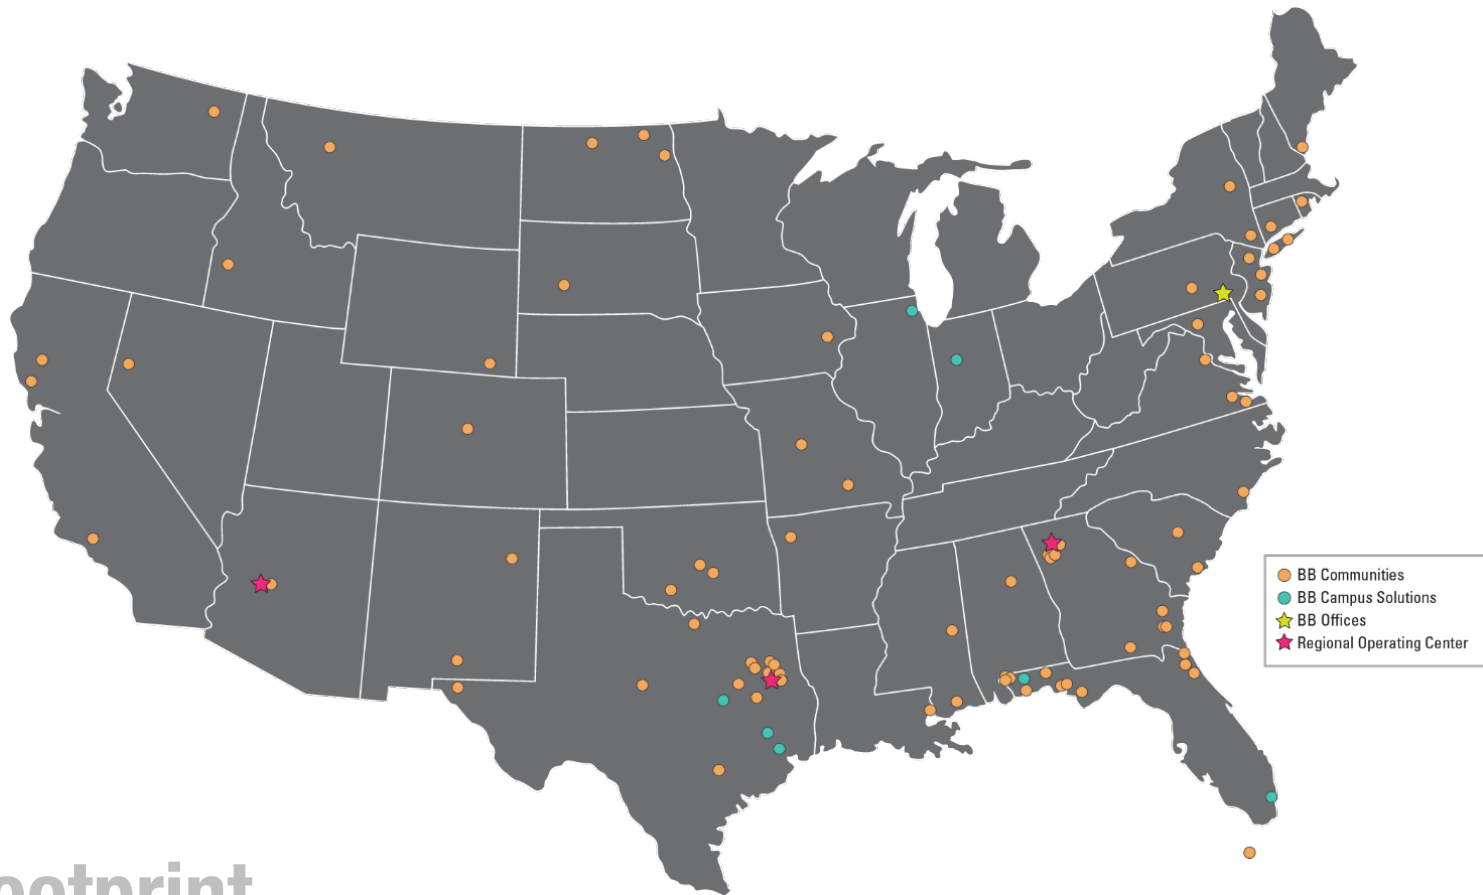 BB Communities
BB Campus Solutions
BB Offices
Regional Operating Center